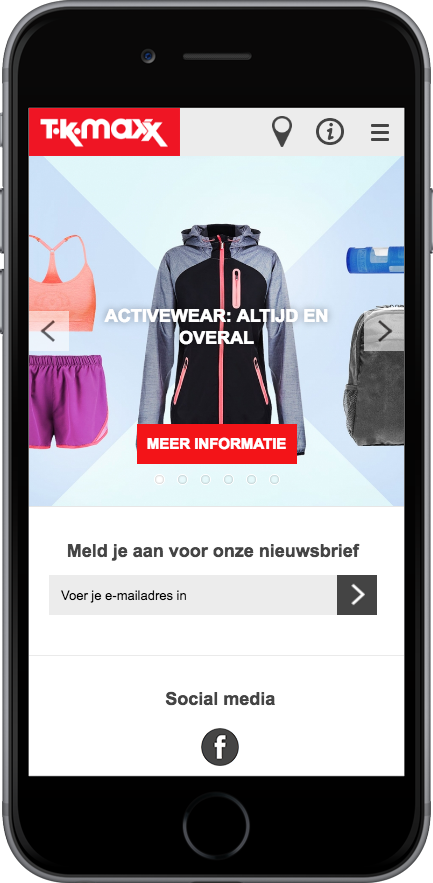 T·K·maxx
ACTIVEWEAR: ALTIJD EN
OVERAL
MEER INFORMATIE
Meld je aan voor onze nieuwsbrief
Voer je e-mailadres in
Social media